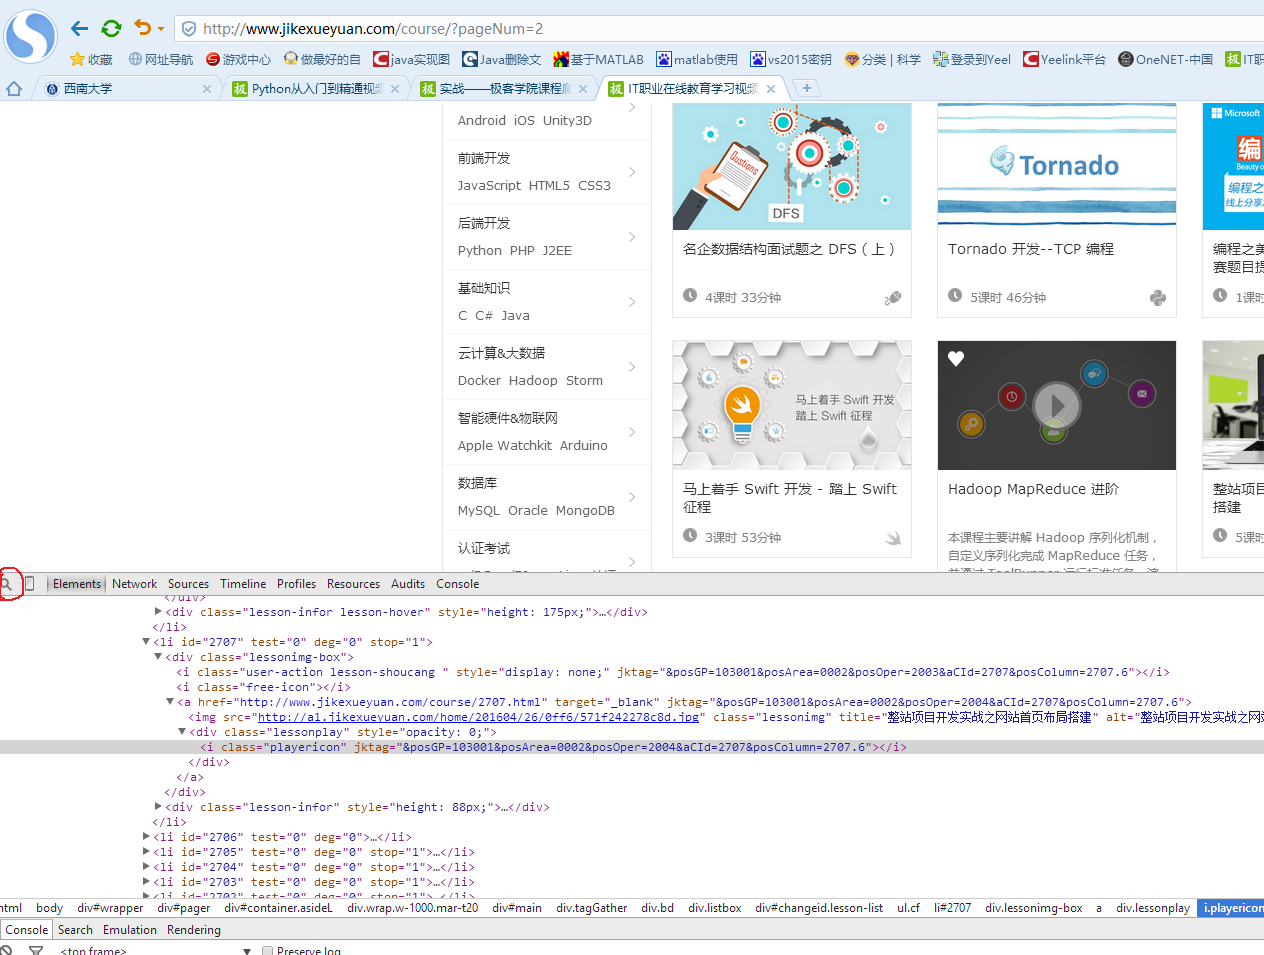 http://www.jikexueyuan.com/course/?pageNum=2
收藏 网址导航 游戏中心 做最好的自 java实现图 Java删除文 基于MATLAB matlab使用 vs2015密钥 分类 | 科学 登录到Yeel Yeelink平台 OneNET-中国 IT职
西南大学 Python从入门到精通视频 实战——极客学院课程爬 IT职业在线教育学习视频
Android iOS Unity3D
前端开发
JavaScript HTML5 CSS3
后端开发
Python PHP J2EE
基础知识
C C# Java
云计算&大数据
Docker Hadoop Storm
智能硬件&物联网
Apple Watchkit Arduino
数据库
MySQL Oracle MongoDB
认证考试
Qustions
DFS
名企数据结构面试题之 DFS（上）
4课时 33分钟
Tornado
Tornado 开发--TCP 编程
5课时 46分钟
Microsoft
编
Beauty o
编程之
线上分享
编程之美
赛题目提
1课时
马上着手 Swift 开发
踏上 Swift 征程
马上着手 Swift 开发 - 踏上 Swift
征程
3课时 53分钟
Hadoop MapReduce 进阶
本课程主要讲解 Hadoop 序列化机制，
自定义序列化完成 MapReduce 任务，
并通过 ToolRunner 运行标准任务。演
整站项目
搭建
5课时
Elements Network Sources Timeline Profiles Resources Audits Console
</div>
<div class="lesson-infor lesson-hover" style="height: 175px;">…</div>
</li>
<li id="2707" test="0" deg="0" stop="1">
<div class="lessonimg-box">
<i class="user-action lesson-shoucang " style="display: none;" jktag="&posGP=103001&posArea=0002&posOper=2003&aCId=2707&posColumn=2707.6"></i>
<i class="free-icon"></i>
<a href="http://www.jikexueyuan.com/course/2707.html" target="_blank" jktag="&posGP=103001&posArea=0002&posOper=2004&aCId=2707&posColumn=2707.6">
<img src="http://a1.jikexueyuan.com/home/201604/26/0ff6/571f242278c8d.jpg" class="lessonimg" title="整站项目开发实战之网站首页布局搭建" alt="整站项目开发实战之网站
<div class="lessonplay" style="opacity: 0;">
<i class="playericon" jktag="&posGP=103001&posArea=0002&posOper=2004&aCId=2707&posColumn=2707.6"></i>
</div>
</a>
</div>
<div class="lesson-infor" style="height: 88px;">…</div>
</li>
<li id="2706" test="0" deg="0">…</li>
<li id="2705" test="0" deg="0" stop="1">…</li>
<li id="2704" test="0" deg="0" stop="1">…</li>
<li id="2703" test="0" deg="0" stop="1">…</li>
<li id="2702" test="0" deg="0" stop="1">…</li>
html body div#wrapper div#pager div#container.asideL div.wrap.w-1000.mar-t20 div#main div.tagGather div.bd div.listbox div#changeid.lesson-list ul.cf li#2707 div.lessonimg-box a div.lessonplay i.playericon
Console Search Emulation Rendering
<top frame> Preserve log